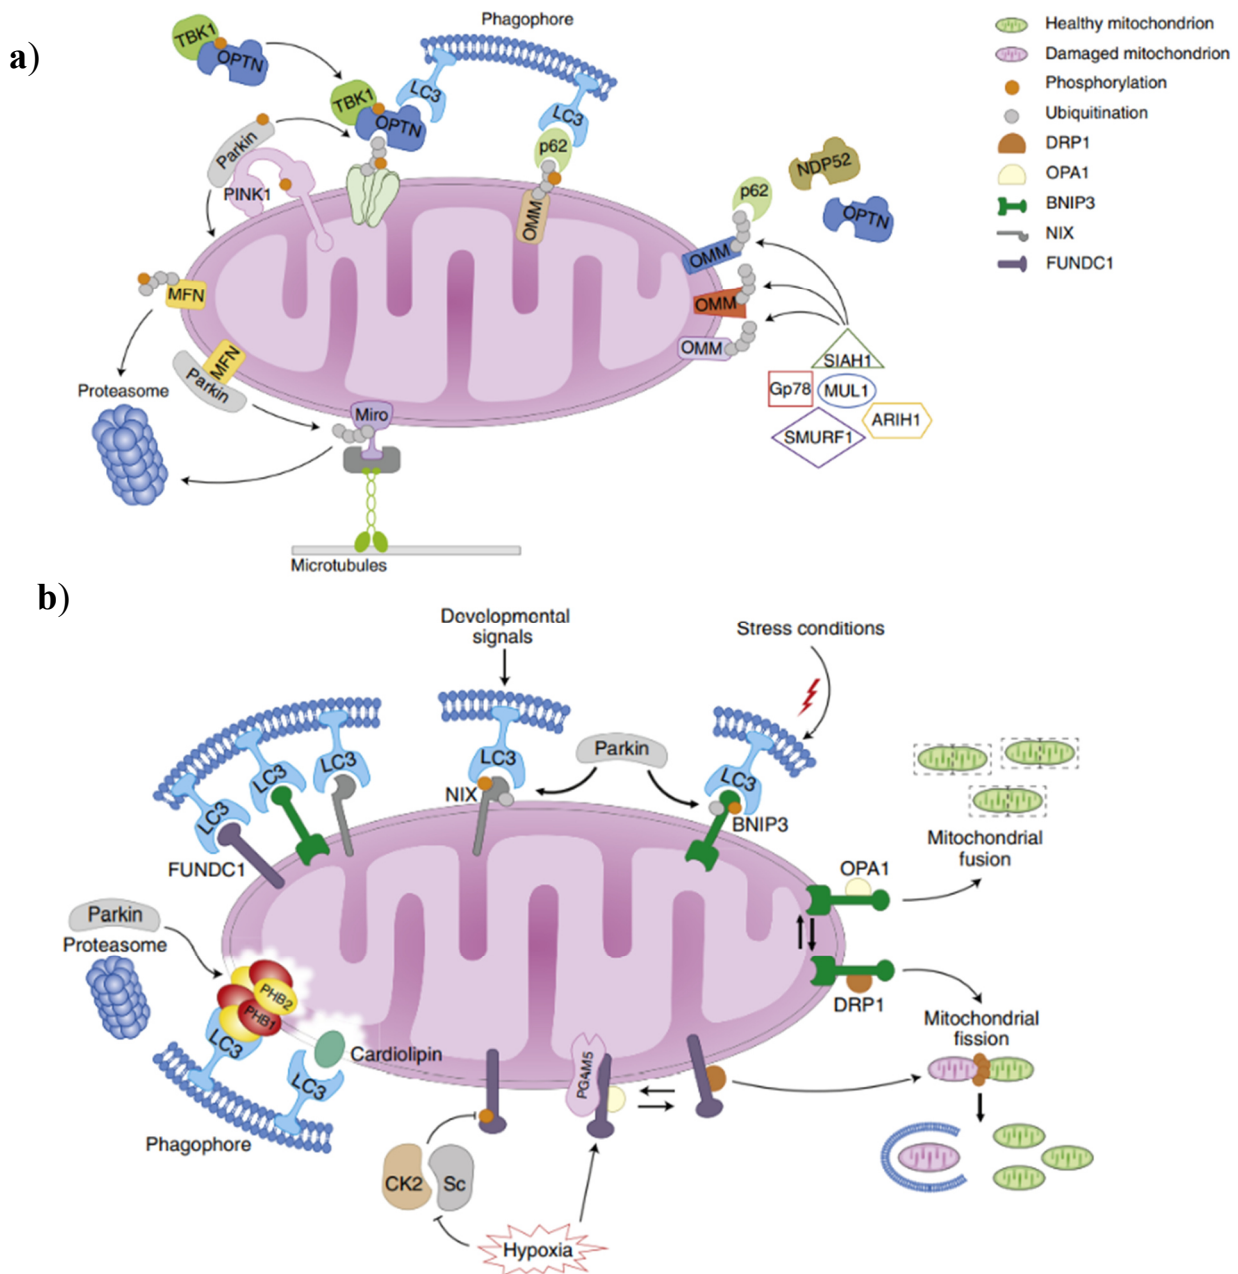 a)
TBK1
OPTN
Phagophore
TBK1
OPTN
LC3
LC3
p62
Parkin
PINK1
OMM
MFN
MFN
Parkin
Proteasome
Miro
Microtubules
p62
NDP52
OPTN
OMM
OMM
OMM
SIAH1
Gp78
MUL1
ARIH1
SMURF1
Healthy mitochondrion
Damaged mitochondrion
Phosphorylation
Ubiquitination
DRP1
OPA1
BNIP3
NIX
FUNDC1
b)
Developmental
signals
Stress conditions
LC3
LC3
LC3
FUNDC1
LC3
NIX
Parkin
LC3
BNIP3
Mitochondrial
fusion
OPA1
DRP1
Mitochondrial
fission
Parkin
Proteasome
PHB2
PHB1
LC3
Cardiolipin
LC3
Phagophore
PGAM5
CK2
Sc
Hypoxia